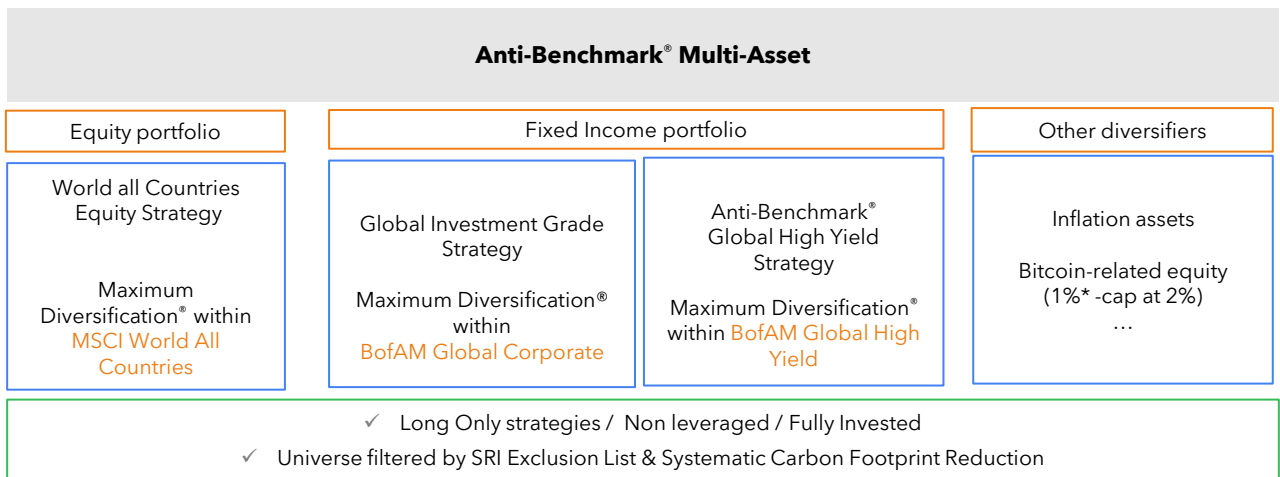 Anti-Benchmark® Multi-Asset
Equity portfolio
Fixed Income portfolio
Other diversifiers
World all Countries
Equity Strategy
Maximum
Diversification® within
MSCI World All
Countries
Global Investment Grade
Strategy
Maximum Diversification®
within
BofAM Global Corporate
Anti-Benchmark®
Global High Yield
Strategy
Maximum Diversification®
within BofAM Global High
Yield
Inflation assets
Bitcoin-related equity
(1%* -cap at 2%)
…
✓ Long Only strategies / Non leveraged / Fully Invested
✓ Universe filtered by SRI Exclusion List & Systematic Carbon Footprint Reduction